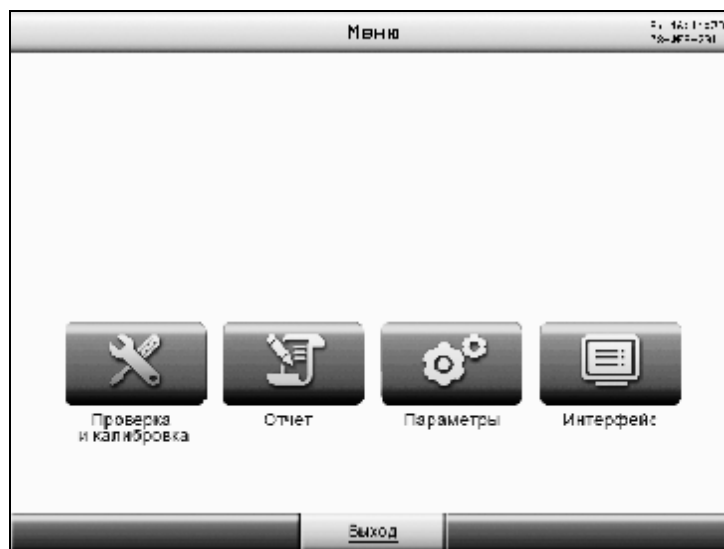 Меню
Проверка
и калибровка
Отчет
Параметры
Интерфейс
Выход